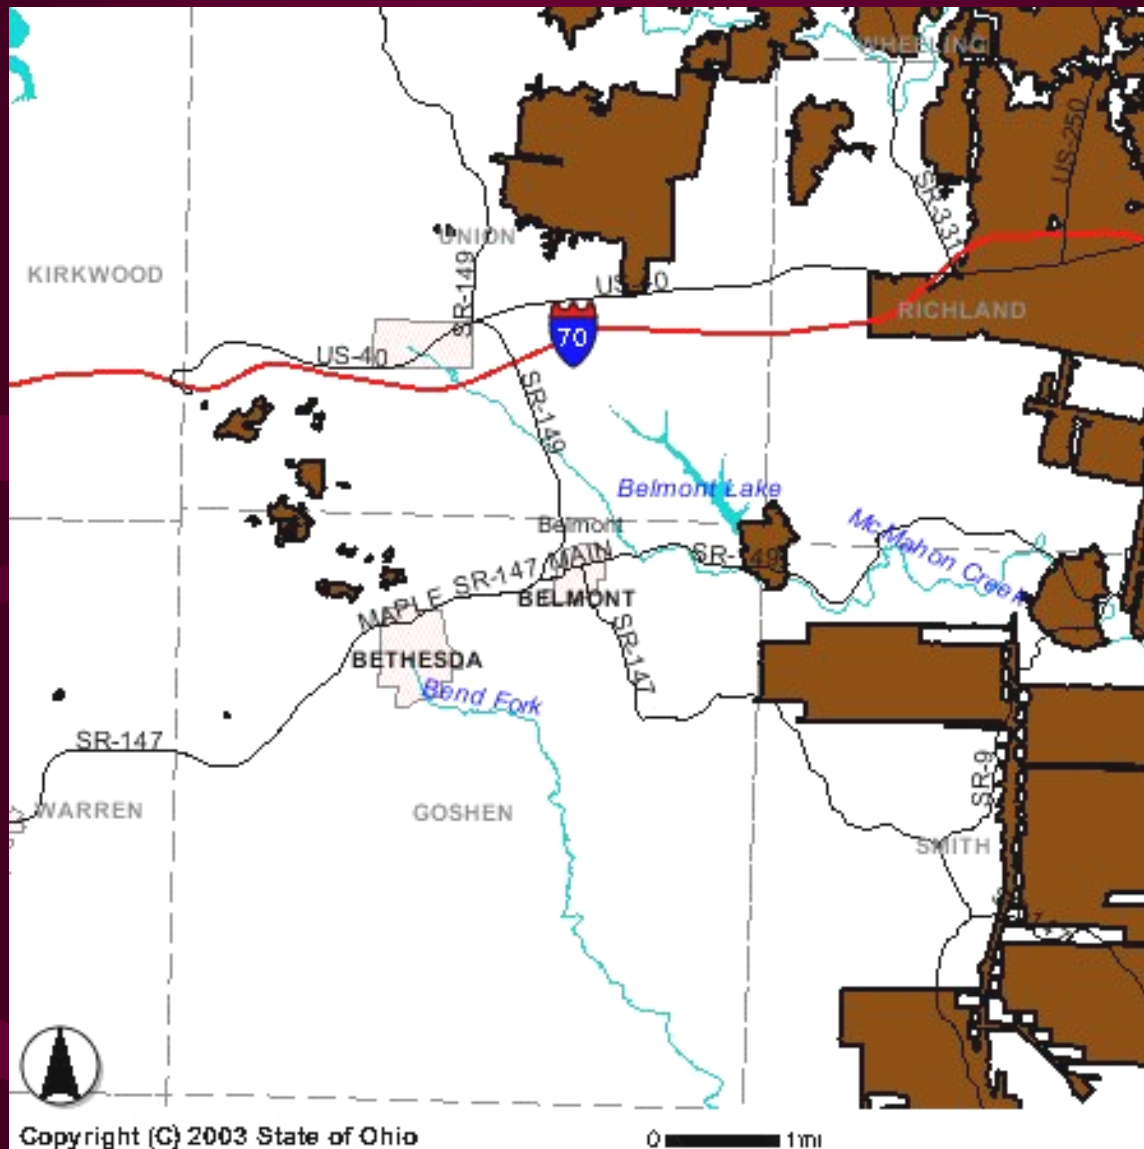 WHEELING
US-250
SR-331
UNION
KIRKWOOD
SR-149
US-40
RICHLAND
70
US-40
SR-149
Belmont Lake
McMahon Creek
Belmont
MAPLE SR-147 MAIN
SR-149
BELMONT
SR-147
BETHESDA
Bend Fork
SR-147
SR-9
WARREN
GOSHEN
SMITH
Copyright (C) 2003 State of Ohio
0 1mi